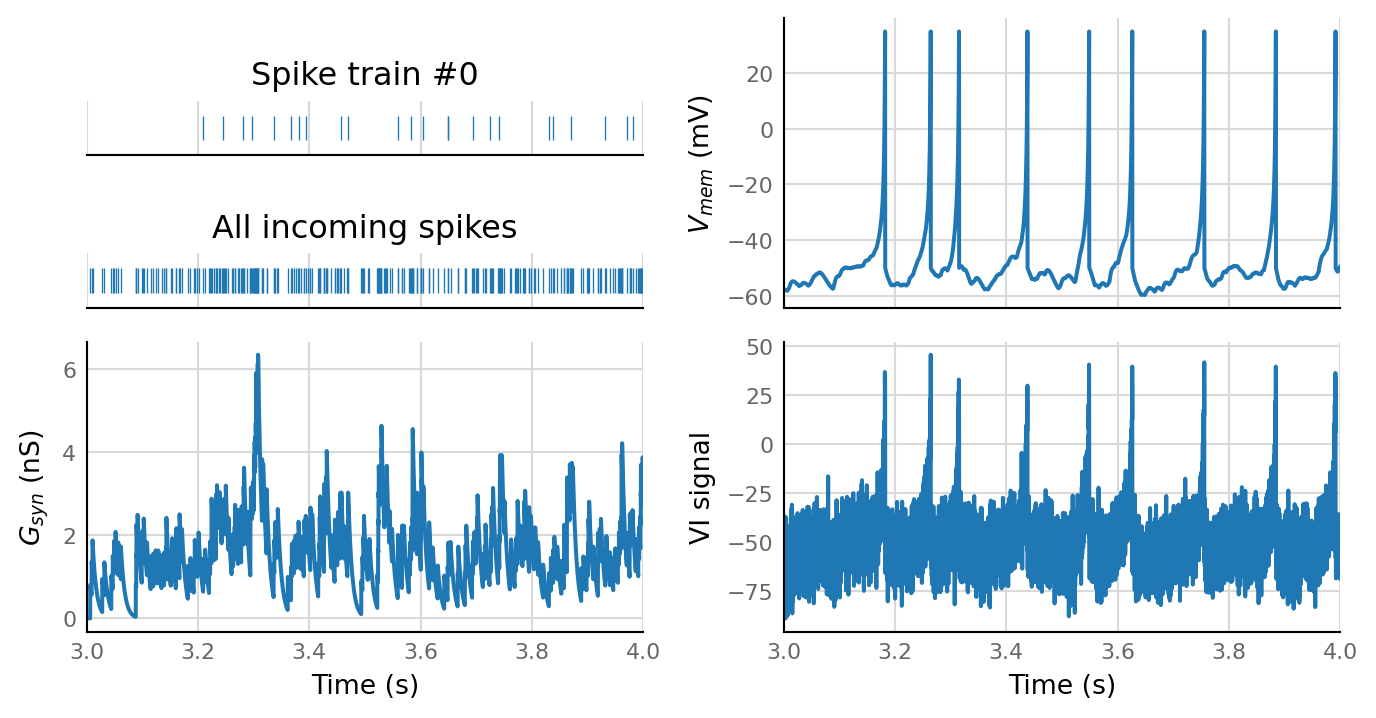 Spike train #0
All incoming spikes
6
4
2
0
G_syn (nS)
3.0 3.2 3.4 3.6 3.8 4.0
Time (s)
20
0
−20
−40
−60
V_mem (mV)
50
25
0
−25
−50
−75
VI signal
3.0 3.2 3.4 3.6 3.8 4.0
Time (s)